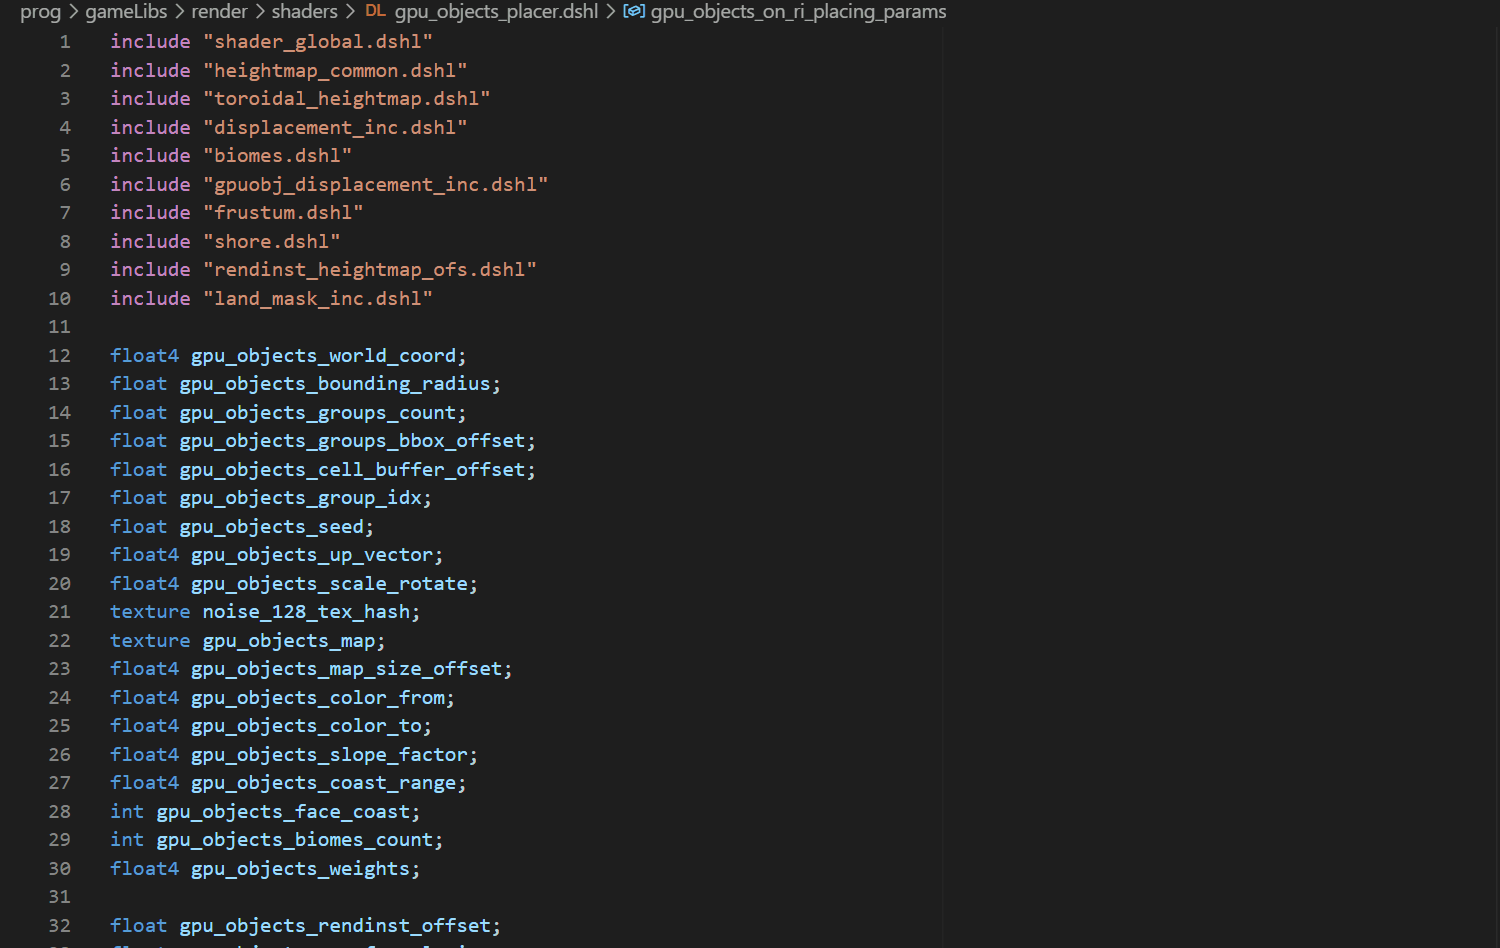 prog > gameLibs > render > shaders > DL gpu_objects_placer.dshl > gpu_objects_on_ri_placing_params
1 include "shader_global.dshl"
2 include "heightmap_common.dshl"
3 include "toroidal_heightmap.dshl"
4 include "displacement_inc.dshl"
5 include "biomes.dshl"
6 include "gpuobj_displacement_inc.dshl"
7 include "frustum.dshl"
8 include "shore.dshl"
9 include "rendinst_heightmap_ofs.dshl"
10 include "land_mask_inc.dshl"
11
12 float4 gpu_objects_world_coord;
13 float gpu_objects_bounding_radius;
14 float gpu_objects_groups_count;
15 float gpu_objects_groups_bbox_offset;
16 float gpu_objects_cell_buffer_offset;
17 float gpu_objects_group_idx;
18 float gpu_objects_seed;
19 float4 gpu_objects_up_vector;
20 float4 gpu_objects_scale_rotate;
21 texture noise_128_tex_hash;
22 texture gpu_objects_map;
23 float4 gpu_objects_map_size_offset;
24 float4 gpu_objects_color_from;
25 float4 gpu_objects_color_to;
26 float4 gpu_objects_slope_factor;
27 float4 gpu_objects_coast_range;
28 int gpu_objects_face_coast;
29 int gpu_objects_biomes_count;
30 float4 gpu_objects_weights;
31
32 float gpu_objects_rendinst_offset;